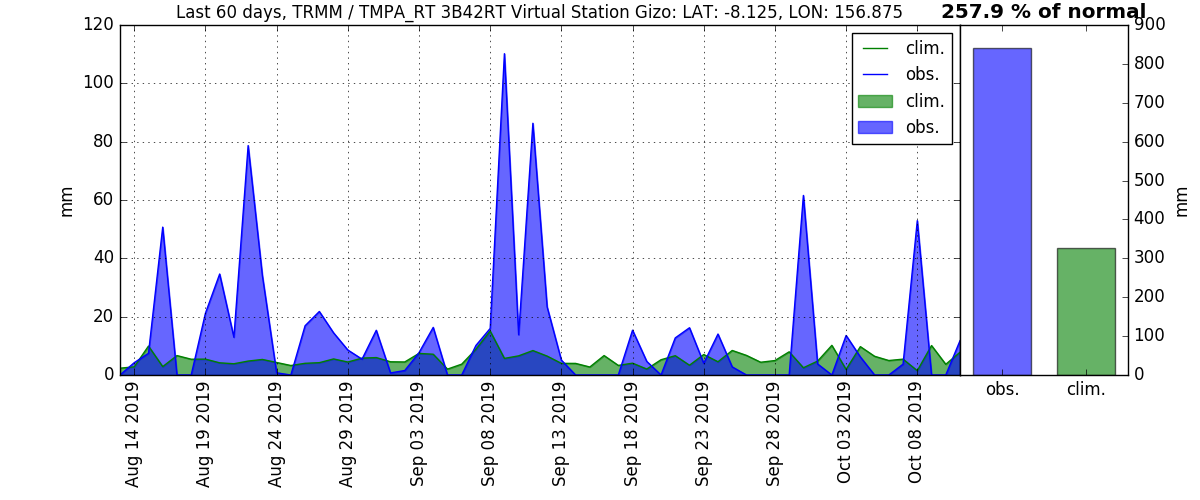 Last 60 days, TRMM / TMPA_RT 3B42RT Virtual Station Gizo: LAT: -8.125, LON: 156.875
257.9 % of normal
120
100
80
60
40
20
0
mm
clim.
obs.
clim.
obs.
900
800
700
600
500
400
300
200
100
0
mm
Aug 14 2019
Aug 19 2019
Aug 24 2019
Aug 29 2019
Sep 03 2019
Sep 08 2019
Sep 13 2019
Sep 18 2019
Sep 23 2019
Sep 28 2019
Oct 03 2019
Oct 08 2019
obs.
clim.